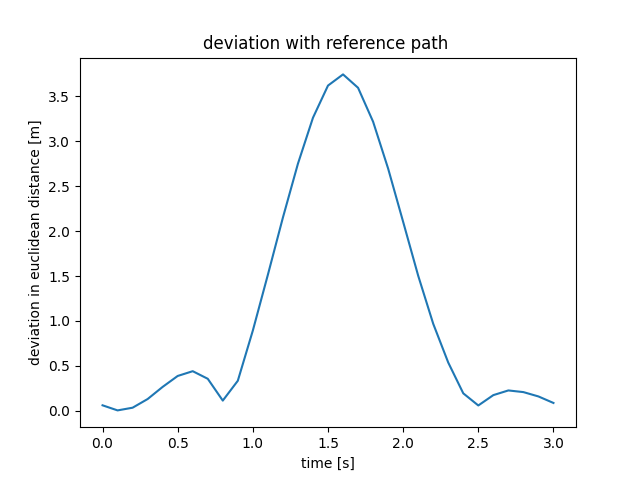 deviation with reference path
deviation in euclidean distance [m]
3.5
3.0
2.5
2.0
1.5
1.0
0.5
0.0
0.0 0.5 1.0 1.5 2.0 2.5 3.0
time [s]